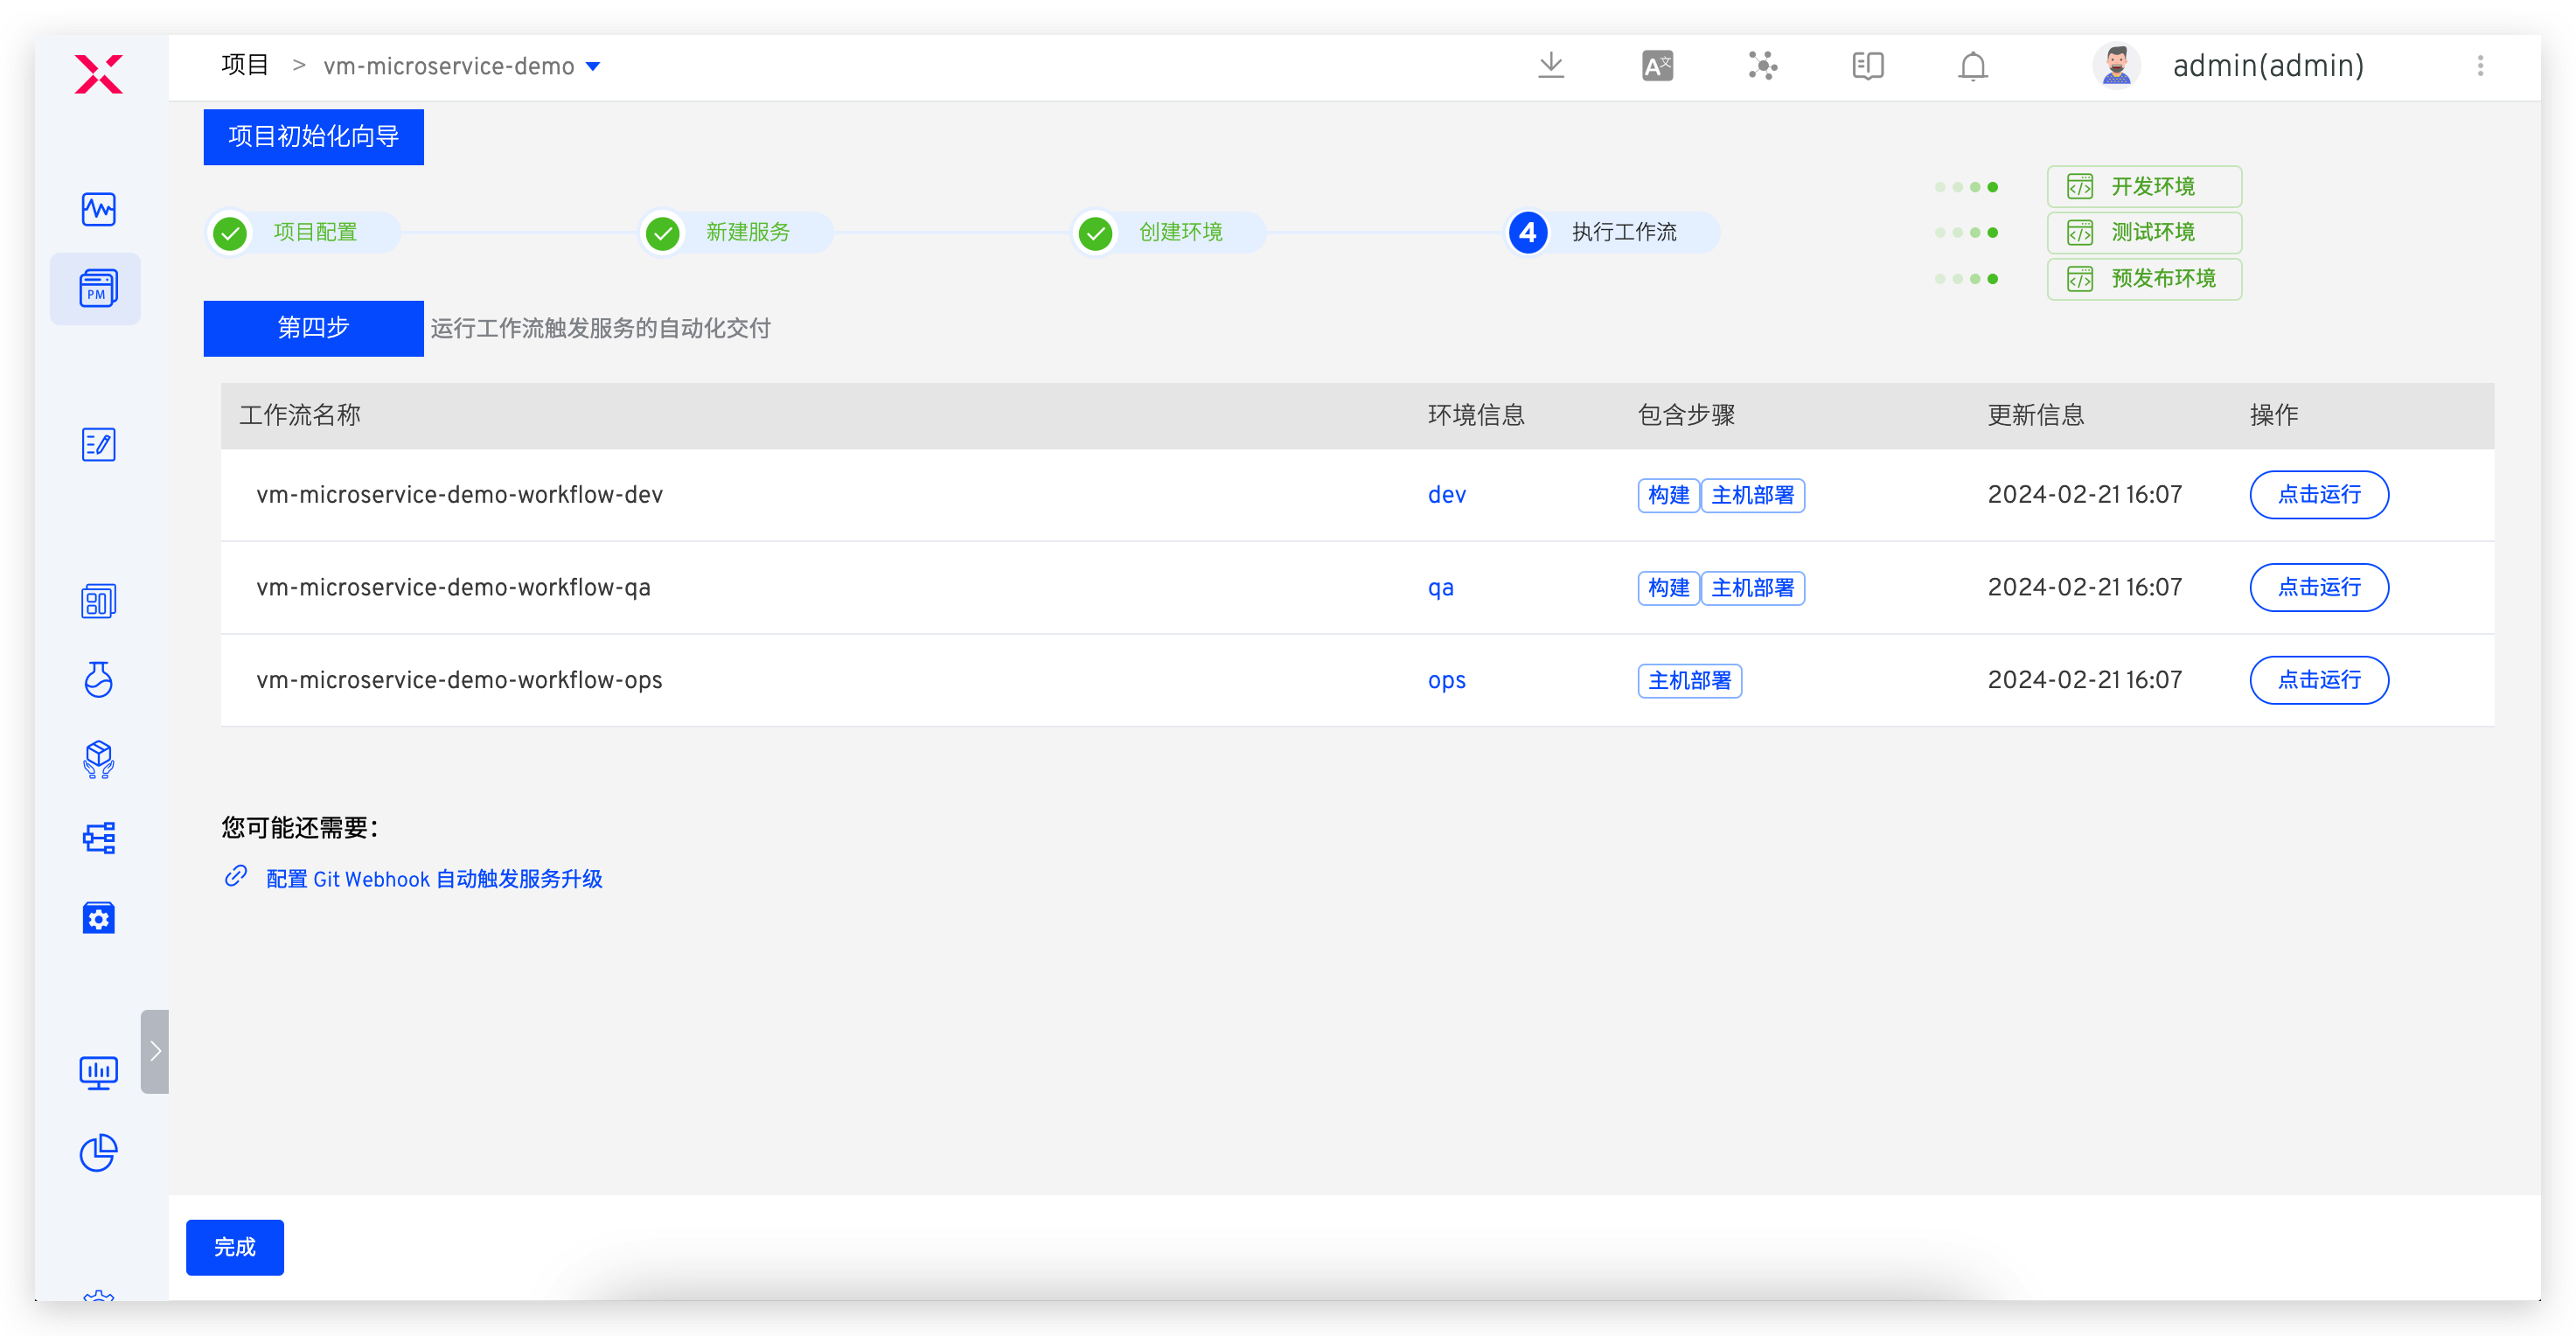 项目 > vm-microservice-demo
A文
admin(admin)
项目初始化向导
项目配置
新建服务
创建环境
4 执行工作流
开发环境
测试环境
预发布环境
PM
第四步 运行工作流触发服务的自动化交付
工作流名称 环境信息 包含步骤 更新信息 操作
vm-microservice-demo-workflow-dev dev 构建 主机部署 2024-02-21 16:07 点击运行
vm-microservice-demo-workflow-qa qa 构建 主机部署 2024-02-21 16:07 点击运行
vm-microservice-demo-workflow-ops ops 主机部署 2024-02-21 16:07 点击运行
您可能还需要：
配置 Git Webhook 自动触发服务升级
完成